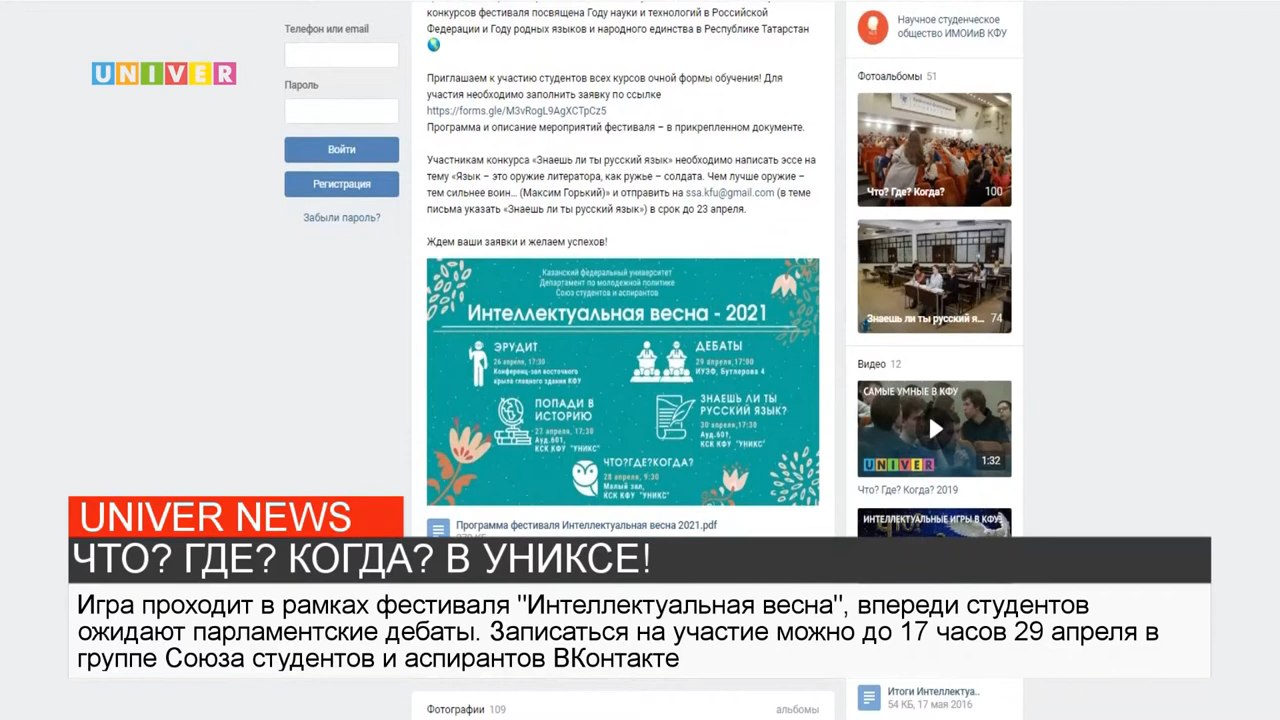 Телефон или email
UNIVER
Пароль
Войти
Регистрация
Забыли пароль?
конкурсов фестиваля посвящена Году науки и технологий в Российской
Федерации и Году родных языков и народного единства в Республике Татарстан
Приглашаем к участию студентов всех курсов очной формы обучения! Для
участия необходимо заполнить заявку по ссылке
https://forms.gle/M3vRogL9AgXCTpCz5
Программа и описание мероприятий фестиваля – в прикрепленном документе.
Участникам конкурса «Знаешь ли ты русский язык» необходимо написать эссе на
тему «Язык – это оружие литератора, как ружье – солдата. Чем лучше оружие –
тем сильнее воин... (Максим Горький)» и отправить на ssa.kfu@gmail.com (в теме
письма указать «Знаешь ли ты русский язык») в срок до 23 апреля.
Ждем ваши заявки и желаем успехов!
Казанский федеральный университет
Департамент по молодежной политике
Союз студентов и аспирантов
Интеллектуальная весна - 2021
ЭРУДИТ
26 апреля, 17:30
Конференц-зал восточного
крыла главного здания КФУ
ДЕБАТЫ
29 апреля, 17:00
ИУЭФ, Бутлерова 4
ПОПАДИ В
ИСТОРИЮ
27 апреля, 17:30
Ауд.601,
КСК КФУ "УНИКС"
ЗНАЕШЬ ЛИ ТЫ
РУССКИЙ ЯЗЫК?
30 апреля, 17:30
Ауд.601,
КСК КФУ "УНИКС"
ЧТО?ГДЕ?КОГДА?
28 апреля, 9:30
Малый зал,
КСК КФУ "УНИКС"
Программа фестиваля Интеллектуальная весна 2021.pdf
Фотографии 109
альбомы
Научное студенческое
общество ИМОИиВ КФУ
Фотоальбомы 51
Что? Где? Когда? 100
Знаешь ли ты русский я... 74
Видео 12
САМЫЕ УМНЫЕ В КФУ
UNIVER
1:32
Что? Где? Когда? 2019
ИНТЕЛЛЕКТУАЛЬНЫЕ ИГРЫ В КФУ
Итоги Интеллектуа..
54 КБ, 17 мая 2016
UNIVER NEWS
ЧТО? ГДЕ? КОГДА? В УНИКСЕ!
Игра проходит в рамках фестиваля "Интеллектуальная весна", впереди студентов
ожидают парламентские дебаты. Записаться на участие можно до 17 часов 29 апреля в
группе Союза студентов и аспирантов ВКонтакте